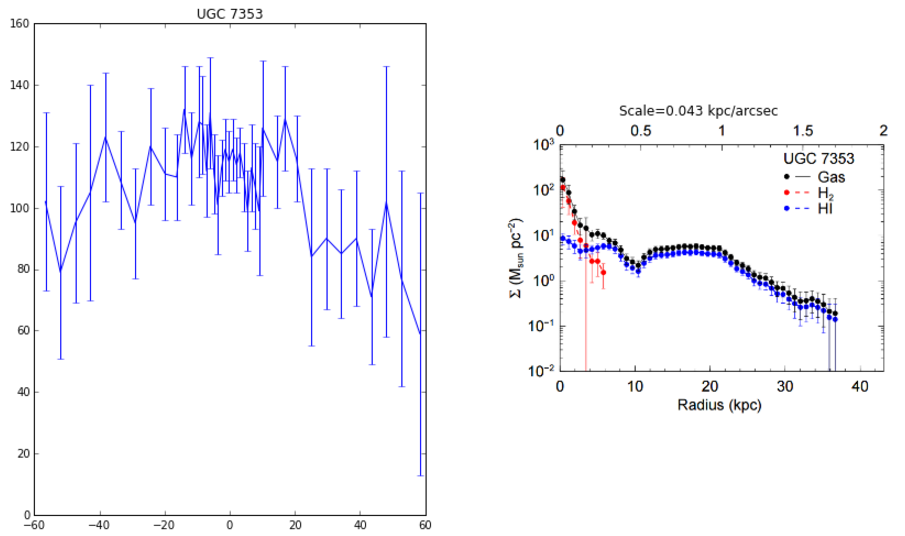 UGC 7353
160
140
120
100
80
60
40
20
0
−60 −40 −20 0 20 40 60
Scale=0.043 kpc/arcsec
0 0.5 1 1.5 2
10³
10²
10¹
10⁰
10⁻¹
10⁻²
Σ (Mₛᵤₙ pc⁻²)
UGC 7353
Gas
H₂
HI
0 10 20 30 40
Radius (kpc)